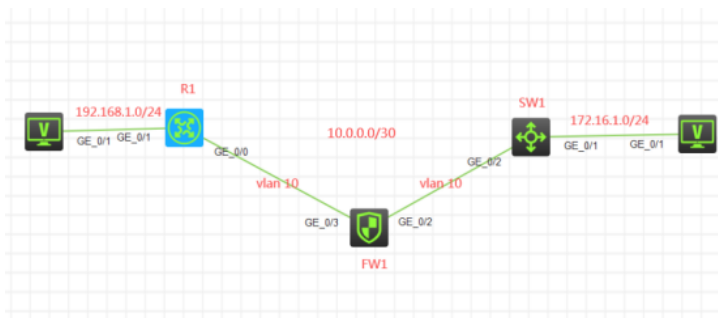 R1
SW1
192.168.1.0/24
172.16.1.0/24
V
V
10.0.0.0/30
GE_0/1
GE_0/1
GE_0/1
GE_0/1
GE_0/0
GE_0/2
vlan 10
vlan 10
GE_0/3
GE_0/2
FW1